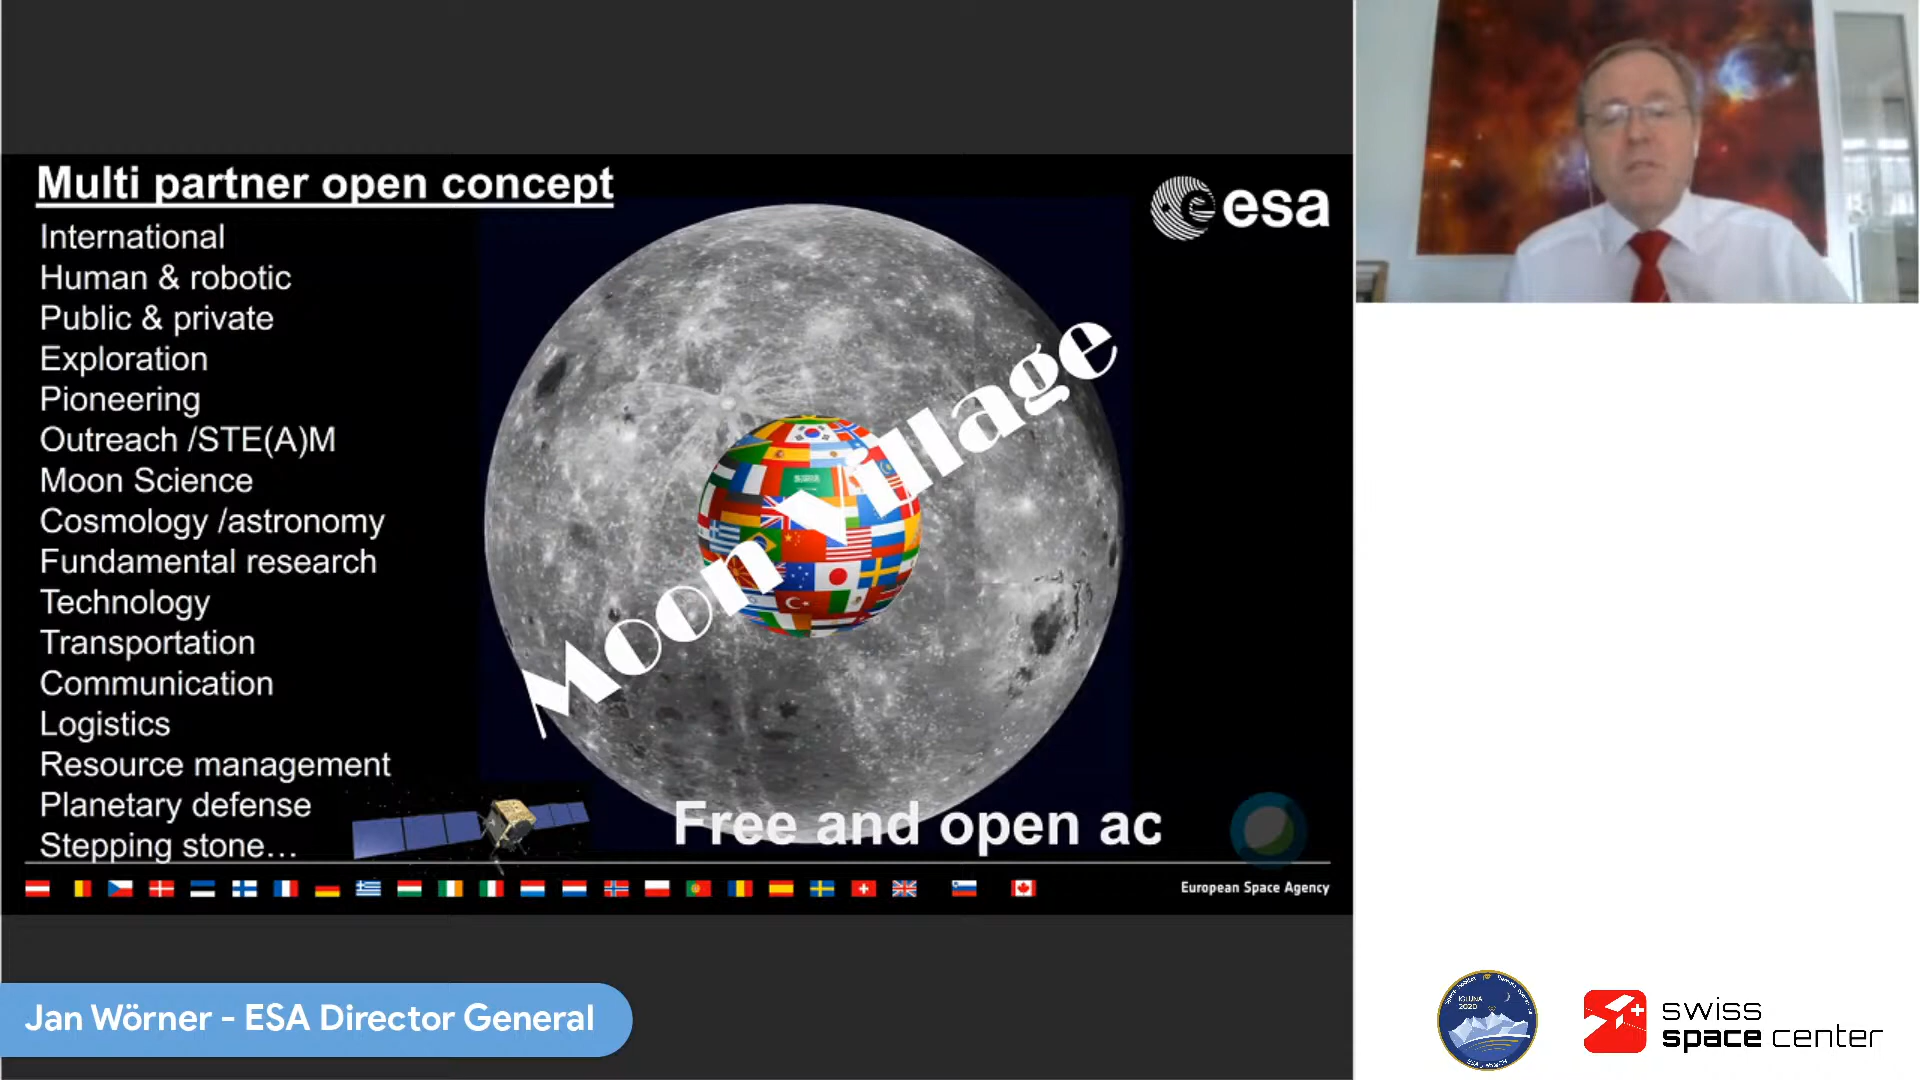 Multi partner open concept
International
Human & robotic
Public & private
Exploration
Pioneering
Outreach /STE(A)M
Moon Science
Cosmology /astronomy
Fundamental research
Technology
Transportation
Communication
Logistics
Resource management
Planetary defense
Stepping stone…
esa
Moon Village
Free and open ac
European Space Agency
Jan Wörner - ESA Director General
IGLUNA
2020
swiss
space center